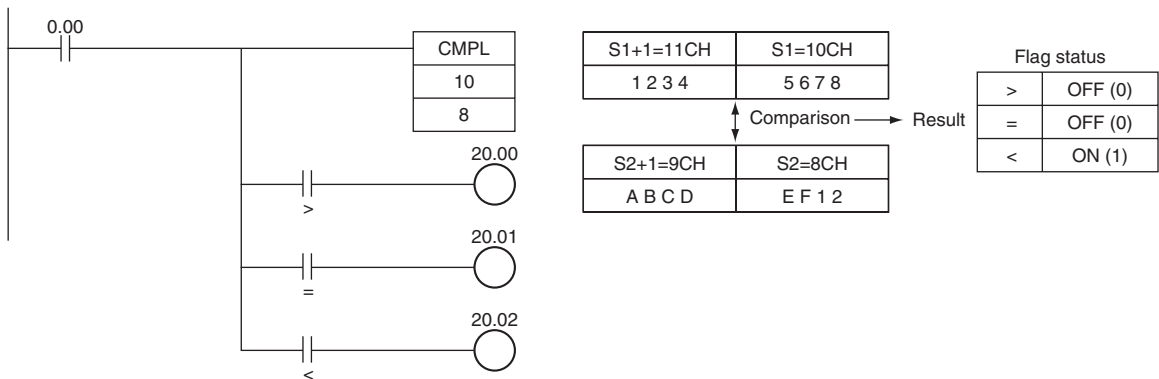 0.00
CMPL
10
8
20.00
>
20.01
=
20.02
<
S1+1=11CH S1=10CH
1 2 3 4 5 6 7 8
Comparison Result
S2+1=9CH S2=8CH
A B C D E F 1 2
Flag status
> OFF (0)
= OFF (0)
< ON (1)